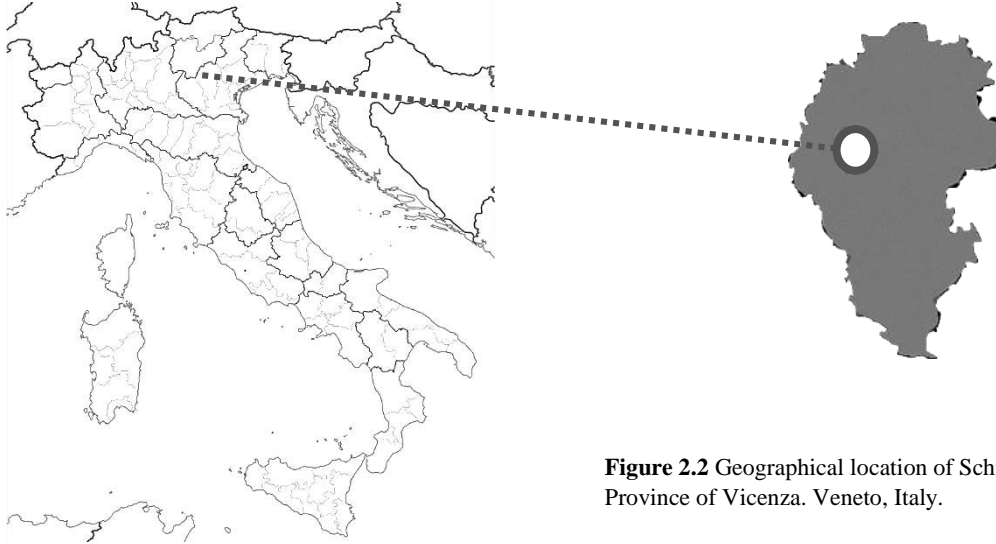 Figure 2.2 Geographical location of Sch
Province of Vicenza. Veneto, Italy.